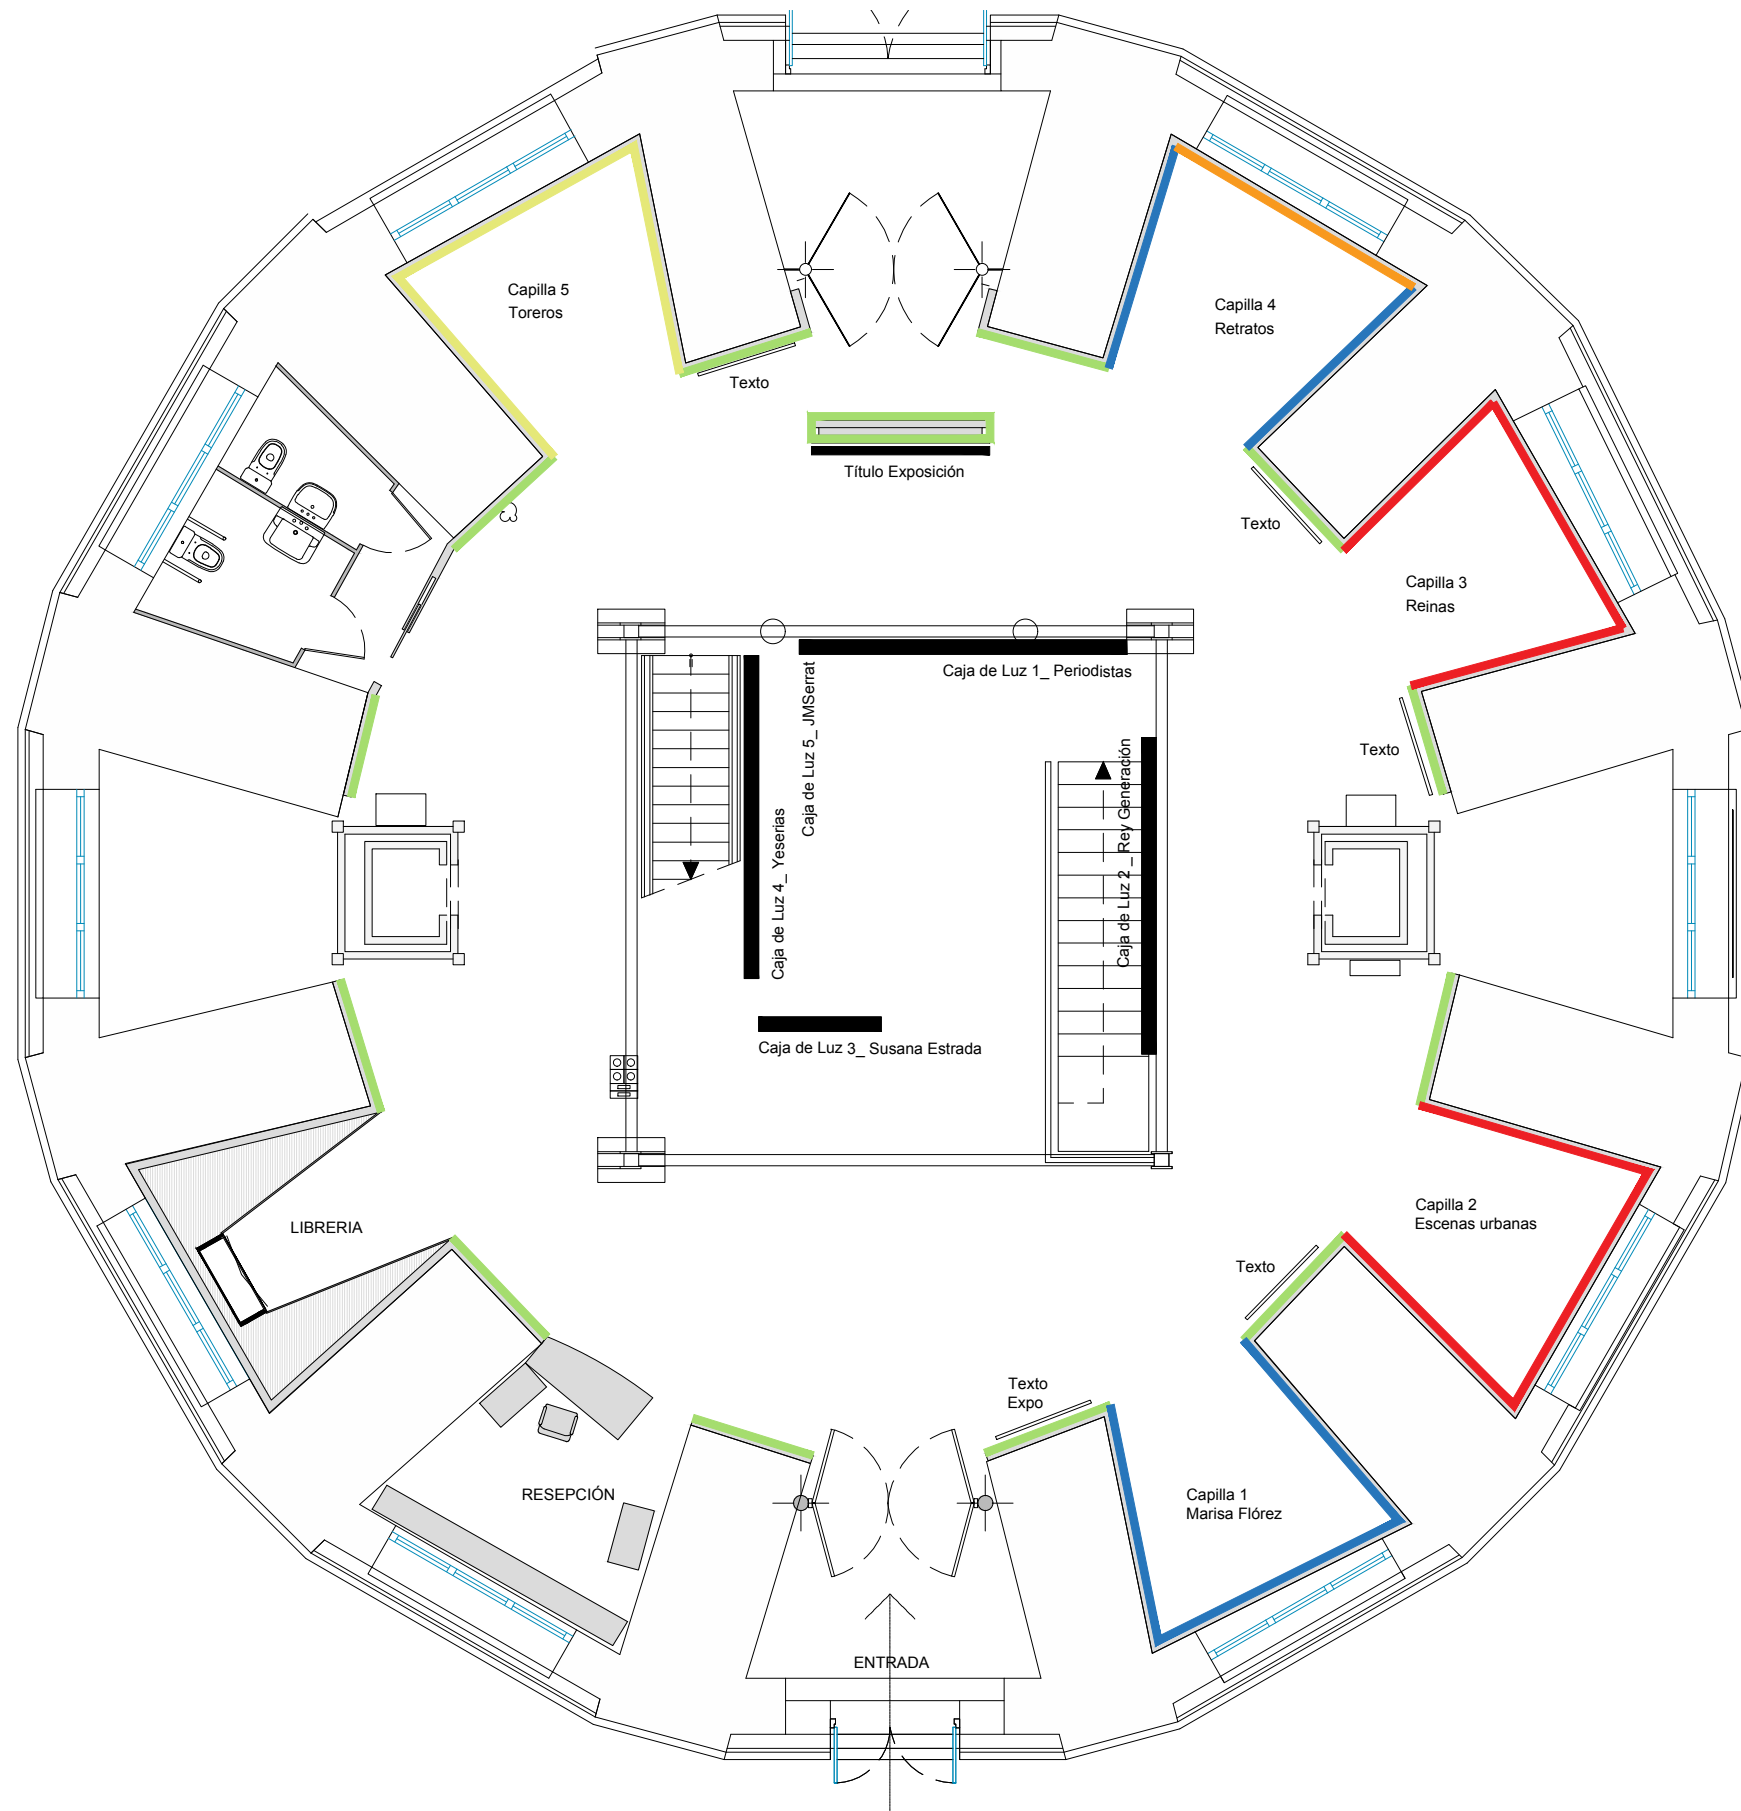 Capilla 5
Toreros
Capilla 4
Retratos
Texto
Título Exposición
Texto
Capilla 3
Reinas
Caja de Luz 1_ Periodistas
Caja de Luz 5_ JMSerrat
Texto
Caja de Luz 2_ Rey Generación
Caja de Luz 4_ Yeserias
Caja de Luz 3_ Susana Estrada
Capilla 2
Escenas urbanas
LIBRERIA
Texto
Texto
Expo
RESEPCIÓN
Capilla 1
Marisa Flórez
ENTRADA